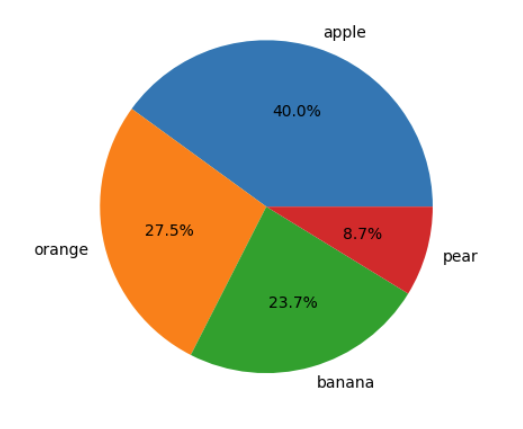 apple
40.0%
27.5%
orange
8.7%
pear
23.7%
banana